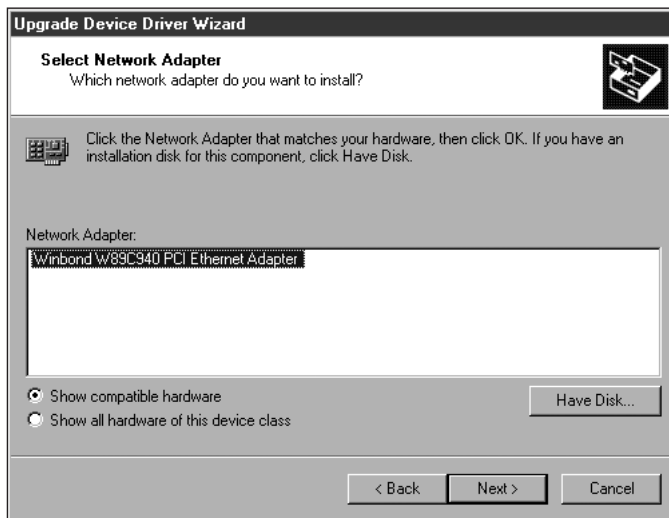 Upgrade Device Driver Wizard
Select Network Adapter
Which network adapter do you want to install?
Click the Network Adapter that matches your hardware, then click OK. If you have an
installation disk for this component, click Have Disk.
Network Adapter:
Winbond W89C940 PCI Ethernet Adapter
Show compatible hardware
Have Disk...
Show all hardware of this device class
< Back
Next >
Cancel